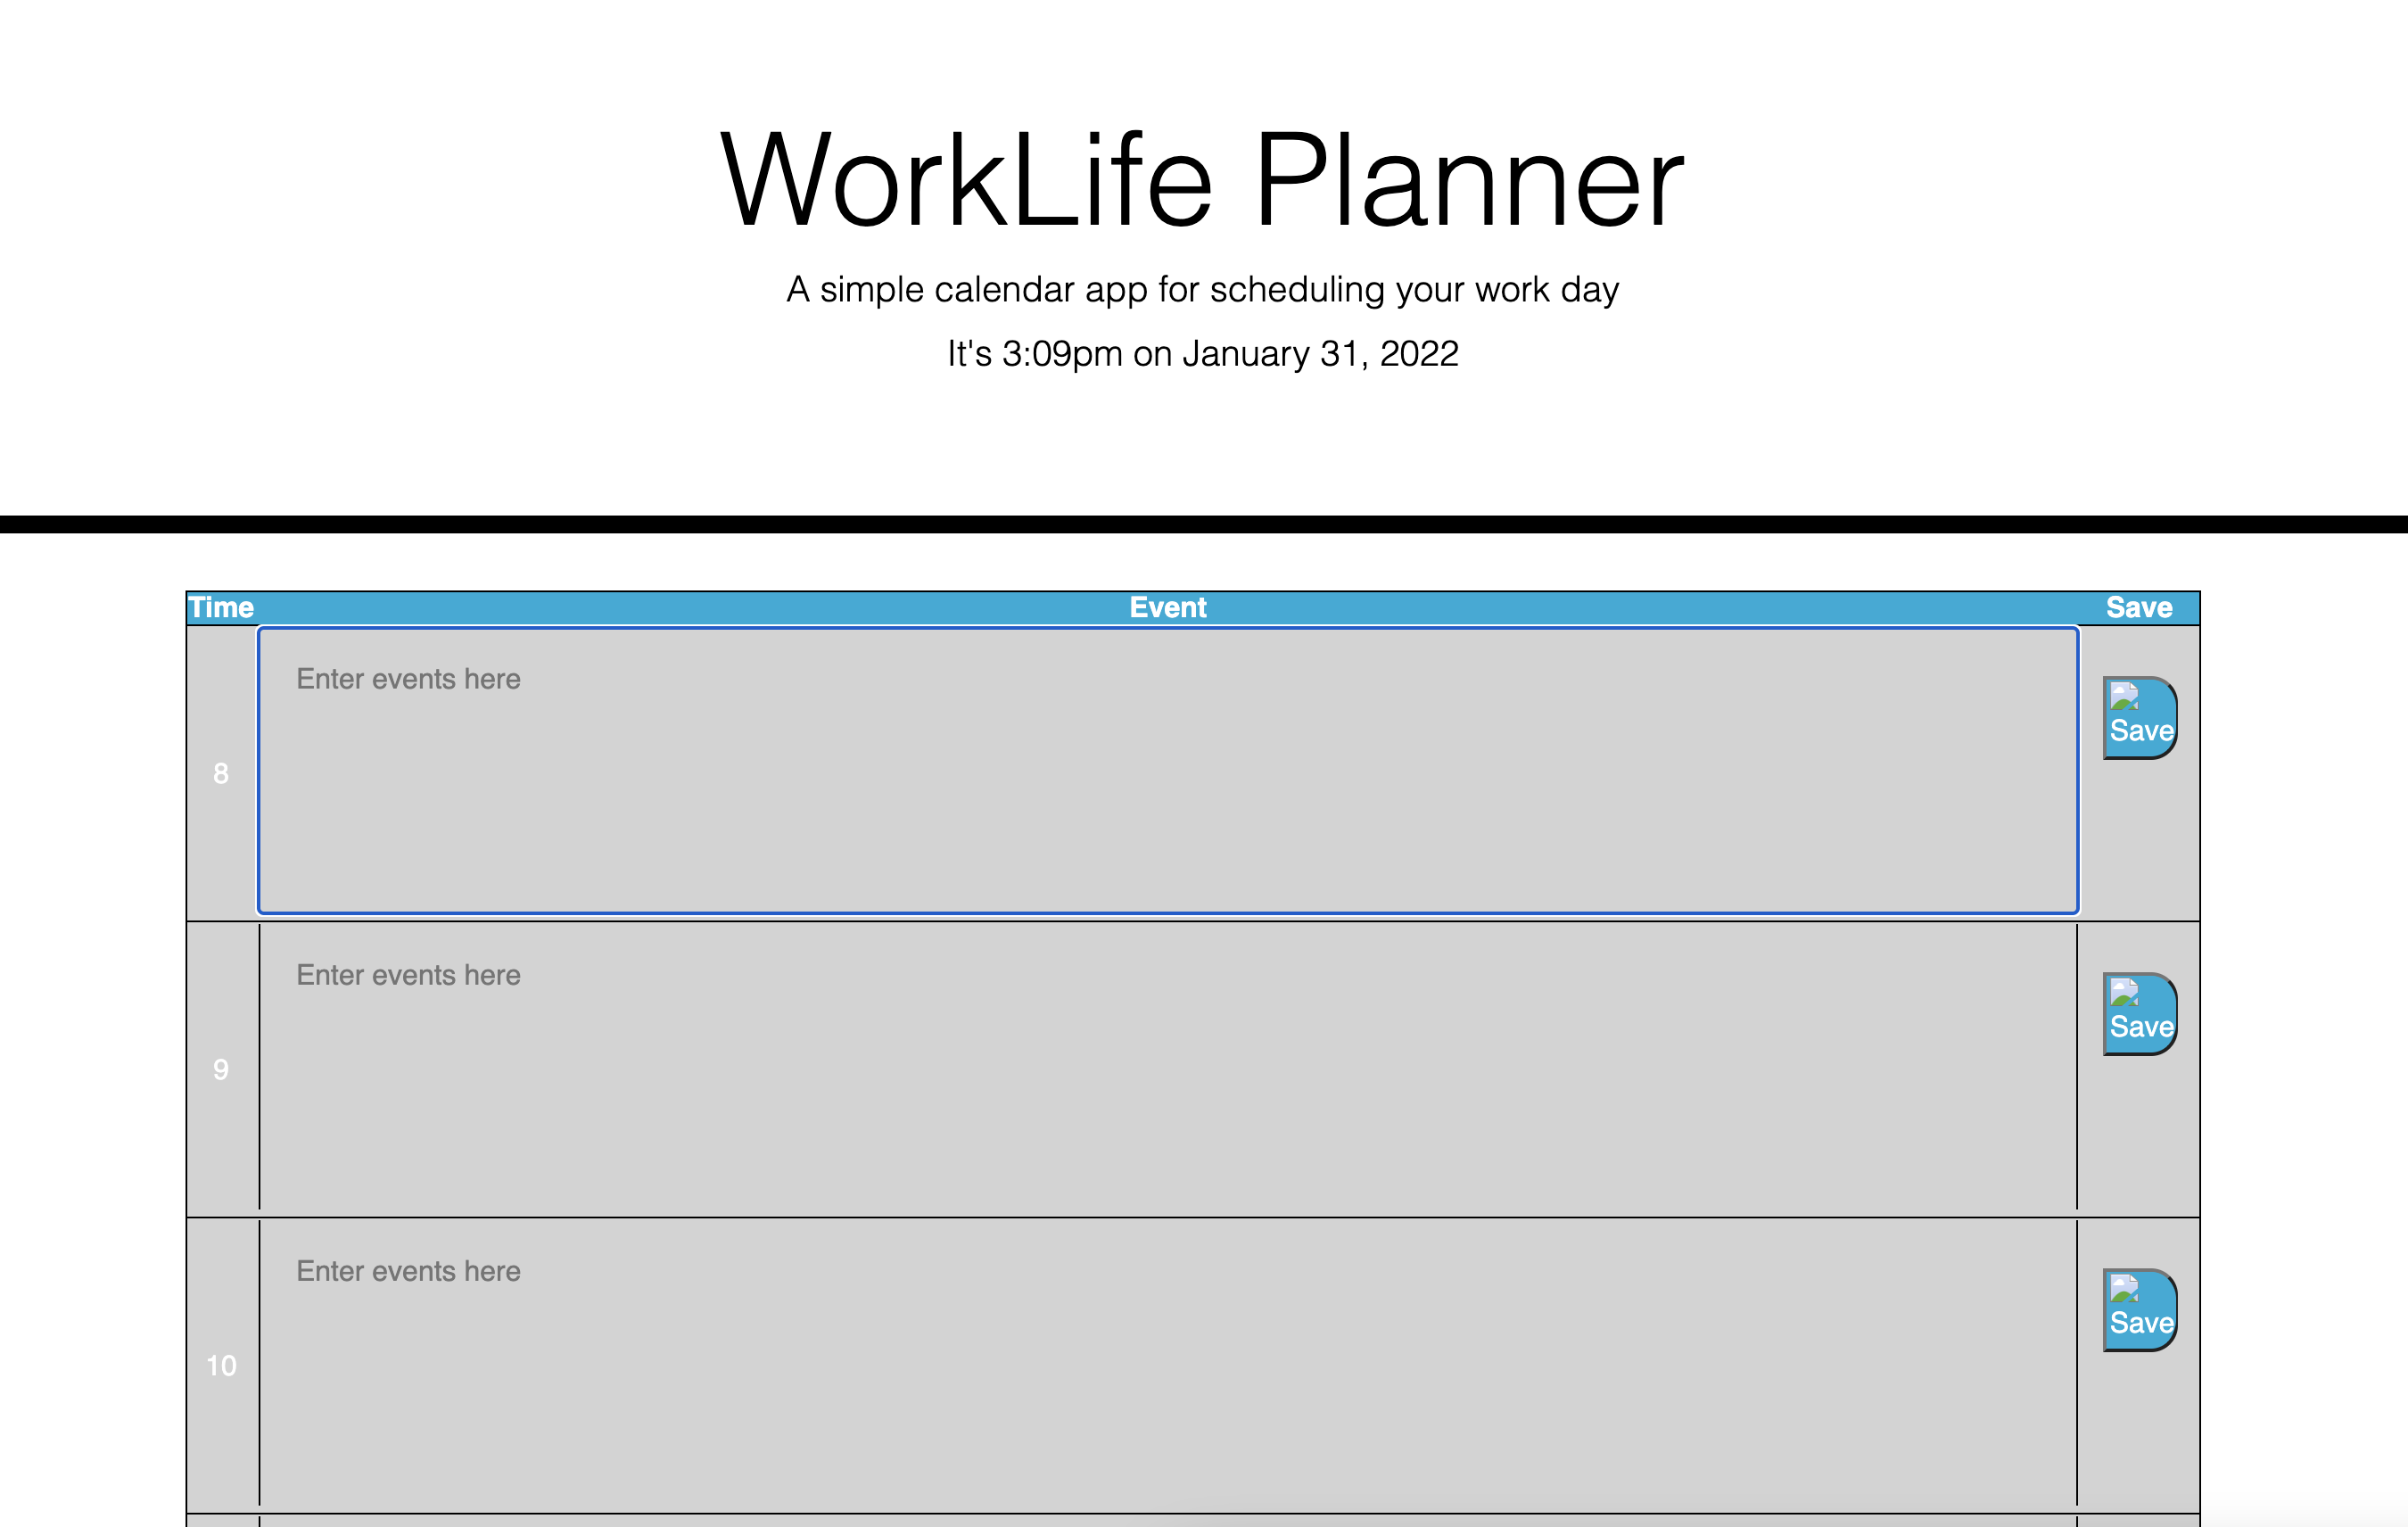 WorkLife Planner
A simple calendar app for scheduling your work day
It's 3:09pm on January 31, 2022
Time Event Save
Enter events here
8
Save
Enter events here
9
Save
Enter events here
10
Save